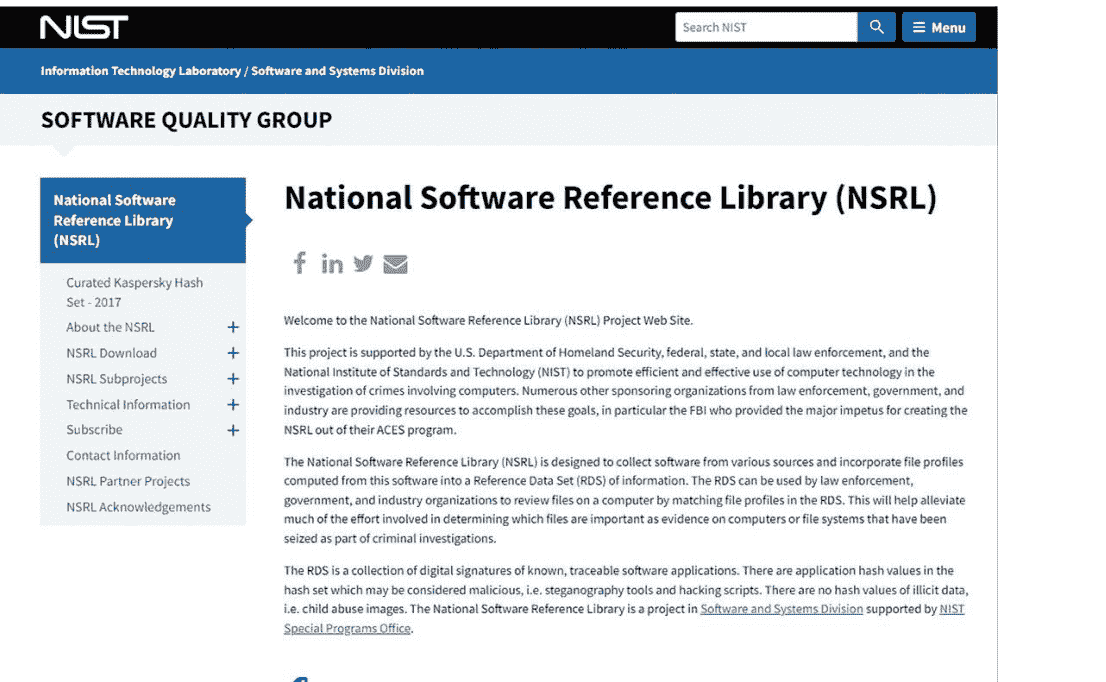 NIST
Search NIST
Menu
Information Technology Laboratory / Software and Systems Division
SOFTWARE QUALITY GROUP
National Software
Reference Library
(NSRL)
Curated Kaspersky Hash
Set - 2017
About the NSRL
NSRL Download
NSRL Subprojects
Technical Information
Subscribe
Contact Information
NSRL Partner Projects
NSRL Acknowledgements
National Software Reference Library (NSRL)
Welcome to the National Software Reference Library (NSRL) Project Web Site.
This project is supported by the U.S. Department of Homeland Security, federal, state, and local law enforcement, and the
National Institute of Standards and Technology (NIST) to promote efficient and effective use of computer technology in the
investigation of crimes involving computers. Numerous other sponsoring organizations from law enforcement, government, and
industry are providing resources to accomplish these goals, in particular the FBI who provided the major impetus for creating the
NSRL out of their ACES program.
The National Software Reference Library (NSRL) is designed to collect software from various sources and incorporate file profiles
computed from this software into a Reference Data Set (RDS) of information. The RDS can be used by law enforcement,
government, and industry organizations to review files on a computer by matching file profiles in the RDS. This will help alleviate
much of the effort involved in determining which files are important as evidence on computers or file systems that have been
seized as part of criminal investigations.
The RDS is a collection of digital signatures of known, traceable software applications. There are application hash values in the
hash set which may be considered malicious, i.e. steganography tools and hacking scripts. There are no hash values of illicit data,
i.e. child abuse images. The National Software Reference Library is a project in Software and Systems Division supported by NIST
Special Programs Office.